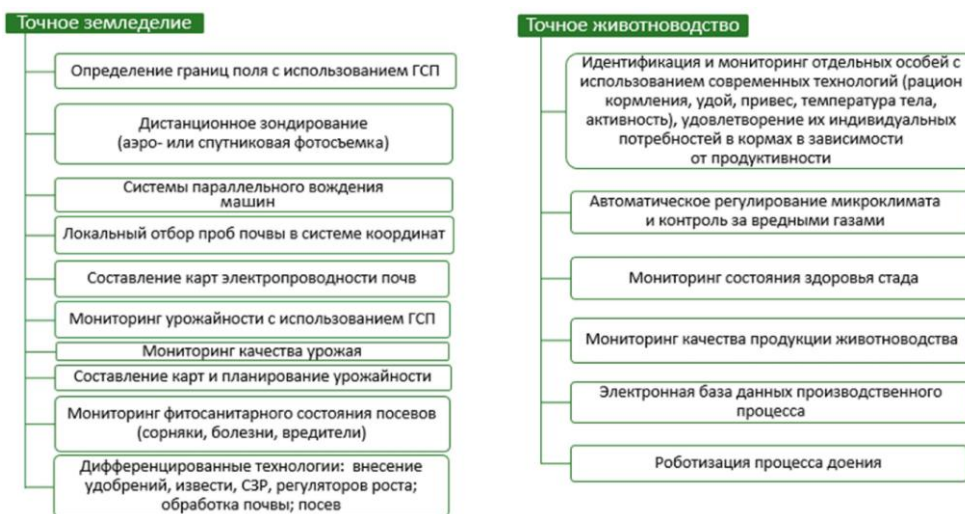 Точное земледелие
Определение границ поля с использованием ГСП
Дистанционное зондирование
(аэро- или спутниковая фотосъемка)
Системы параллельного вождения
машин
Локальный отбор проб почвы в системе координат
Составление карт электропроводности почв
Мониторинг урожайности с использованием ГСП
Мониторинг качества урожая
Составление карт и планирование урожайности
Мониторинг фитосанитарного состояния посевов
(сорняки, болезни, вредители)
Дифференцированные технологии: внесение
удобрений, извести, СЗР, регуляторов роста;
обработка почвы; посев
Точное животноводство
Идентификация и мониторинг отдельных особей с
использованием современных технологий (рацион
кормления, удой, привес, температура тела,
активность), удовлетворение их индивидуальных
потребностей в кормах в зависимости
от продуктивности
Автоматическое регулирование микроклимата
и контроль за вредными газами
Мониторинг состояния здоровья стада
Мониторинг качества продукции животноводства
Электронная база данных производственного
процесса
Роботизация процесса доения